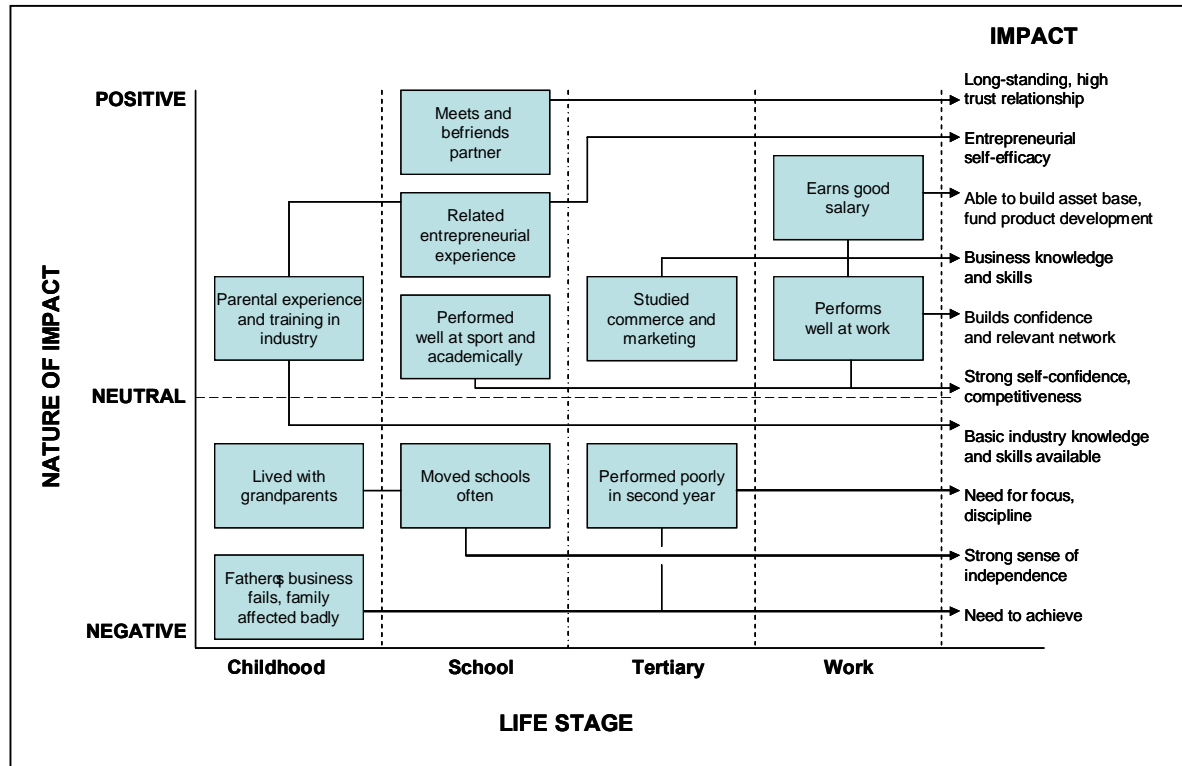 IMPACT
POSITIVE
Long-standing, high
trust relationship
Meets and
befriends
partner
Entrepreneurial
self-efficacy
Earns good
salary
Able to build asset base,
fund product development
Related
entrepreneurial
experience
Business knowledge
and skills
Parental experience
and training in
industry
Performed
well at sport and
academically
Studied
commerce and
marketing
Performs
well at work
Builds confidence
and relevant network
NATURE OF IMPACT
NEUTRAL
Strong self-confidence,
competitiveness
Basic industry knowledge
and skills available
Lived with
grandparents
Moved schools
often
Performed poorly
in second year
Need for focus,
discipline
Strong sense of
independence
business
fails, family
affected badly
Need to achieve
NEGATIVE
Childhood
School
Tertiary
Work
LIFE STAGE